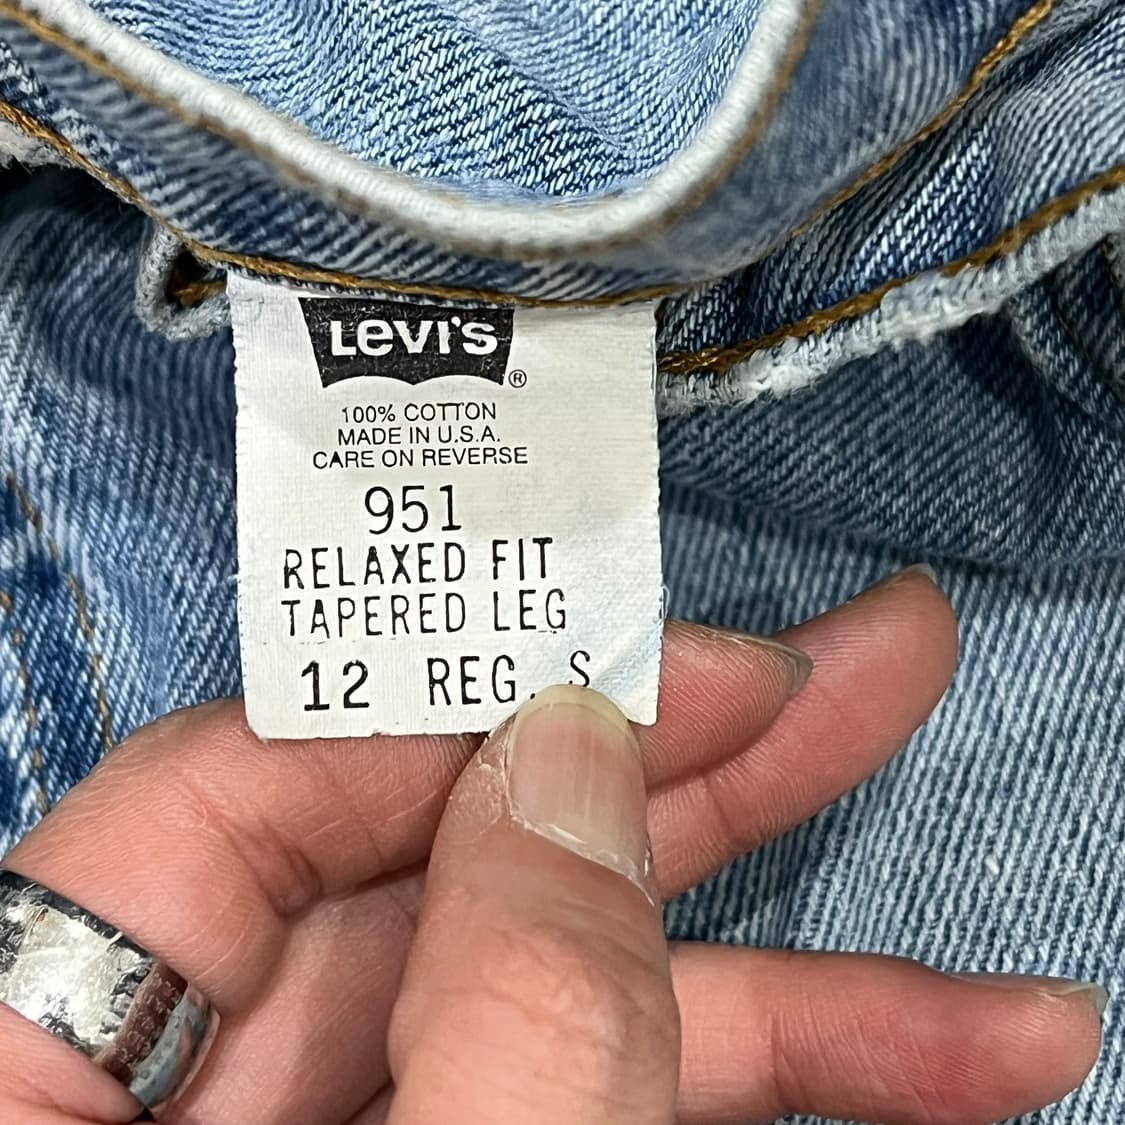 Levi's ®
100% COTTON
MADE IN U.S.A.
CARE ON REVERSE
951
RELAXED FIT
TAPERED LEG
12 REG. S